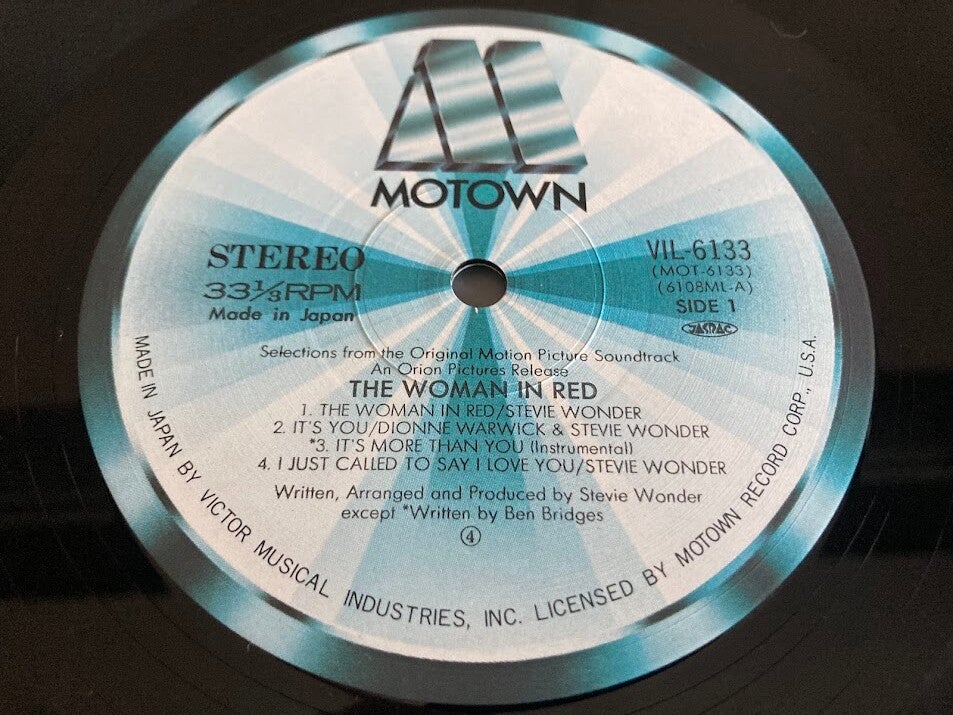 MOTOWN
STEREO
33⅓RPM
Made in Japan
VIL-6133
(MOT-6133)
(6108ML-A)
SIDE 1
JASRAC
Selections from the Original Motion Picture Soundtrack
An Orion Pictures Release
THE WOMAN IN RED
1. THE WOMAN IN RED/STEVIE WONDER
2. IT'S YOU/DIONNE WARWICK & STEVIE WONDER
*3. IT'S MORE THAN YOU (Instrumental)
4. I JUST CALLED TO SAY I LOVE YOU/STEVIE WONDER
Written, Arranged and Produced by Stevie Wonder
except *Written by Ben Bridges
④
MADE IN JAPAN BY VICTOR MUSICAL INDUSTRIES, INC. LICENSED BY MOTOWN RECORD CORP., U.S.A.